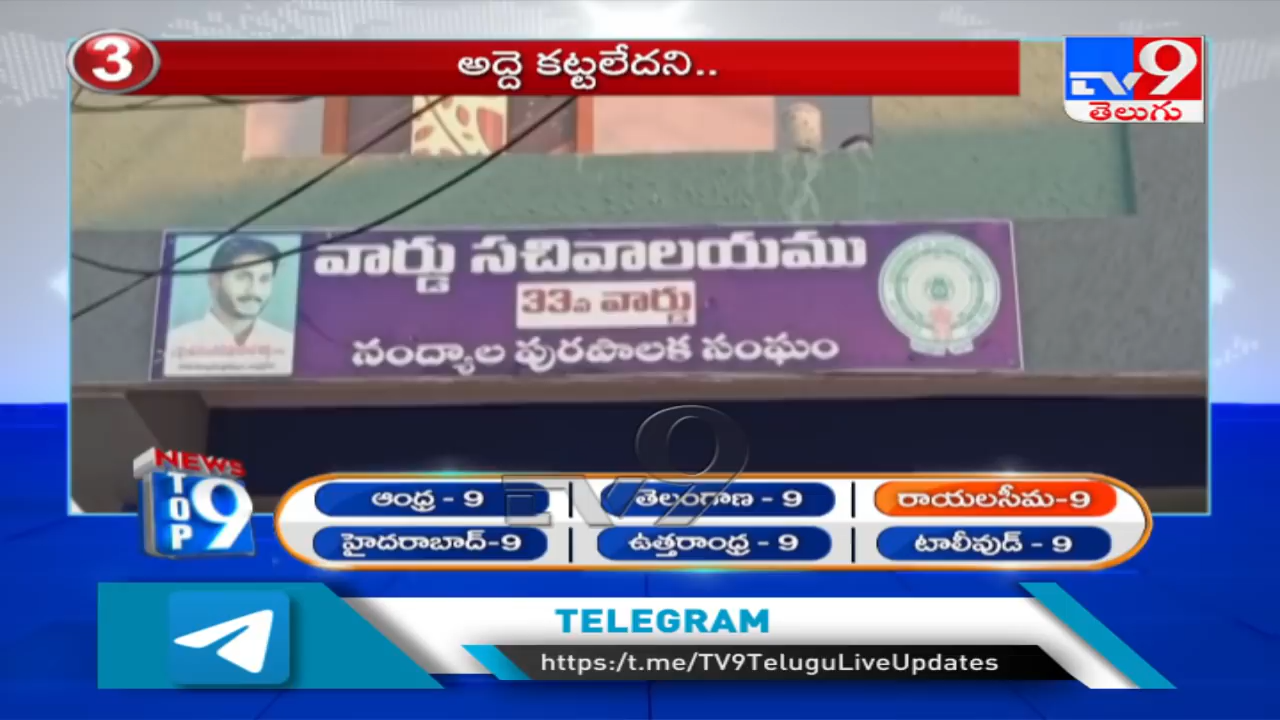 3
అద్దె కట్టలేదని..
TV9
తెలుగు
వార్డు సచివాలయము
33వ వార్డు
నంద్యాల పురపాలక సంఘం
TV9
NEWS
TOP 9
ఆంధ్ర - 9
తెలంగాణ - 9
రాయలసీమ-9
హైదరాబాద్-9
ఉత్తరాంధ్ర - 9
టాలీవుడ్ - 9
TELEGRAM
https:/t.me/TV9TeluguLiveUpdates